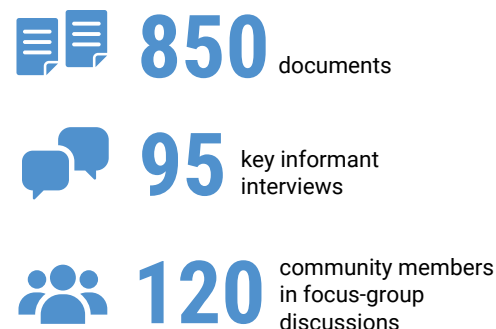 850 documents
95 key informant
interviews
120 community members
in focus-group
discussions